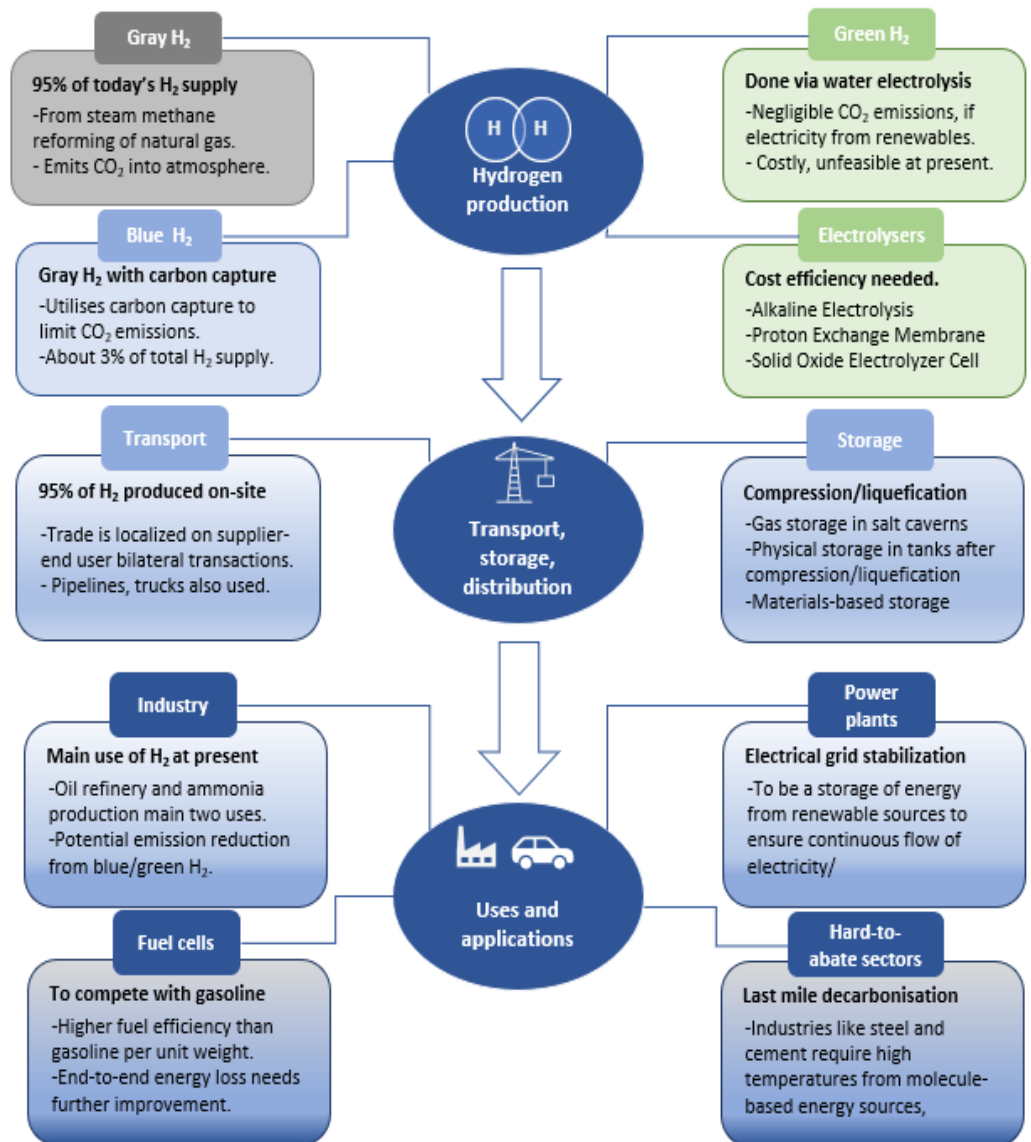 Gray H₂
95% of today's H₂ supply
-From steam methane
reforming of natural gas.
- Emits CO₂ into atmosphere.
Green H₂
Done via water electrolysis
-Negligible CO₂ emissions, if
electricity from renewables.
- Costly, unfeasible at present.
H H
Hydrogen
production
Blue H₂
Gray H₂ with carbon capture
-Utilises carbon capture to
limit CO₂ emissions.
-About 3% of total H₂ supply.
Electrolysers
Cost efficiency needed.
-Alkaline Electrolysis
-Proton Exchange Membrane
-Solid Oxide Electrolyzer Cell
Transport
95% of H₂ produced on-site
-Trade is localized on supplier-
end user bilateral transactions.
- Pipelines, trucks also used.
Transport,
storage,
distribution
Storage
Compression/liquefication
-Gas storage in salt caverns
-Physical storage in tanks after
compression/liquefication
-Materials-based storage
Industry
Main use of H₂ at present
-Oil refinery and ammonia
production main two uses.
-Potential emission reduction
from blue/green H₂.
Power
plants
Electrical grid stabilization
-To be a storage of energy
from renewable sources to
ensure continuous flow of
electricity/
Uses and
applications
Fuel cells
To compete with gasoline
-Higher fuel efficiency than
gasoline per unit weight.
-End-to-end energy loss needs
further improvement.
Hard-to-
abate sectors
Last mile decarbonisation
-Industries like steel and
cement require high
temperatures from molecule-
based energy sources,